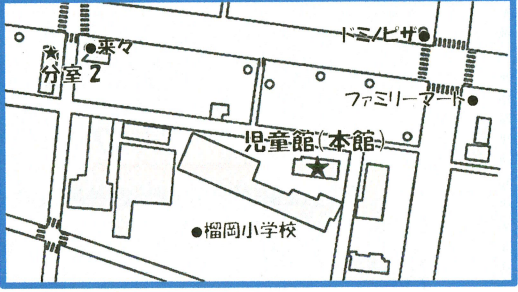 ドミノピザ
来々
分室2
ファミリーマート
児童館(本館)
榴岡小学校